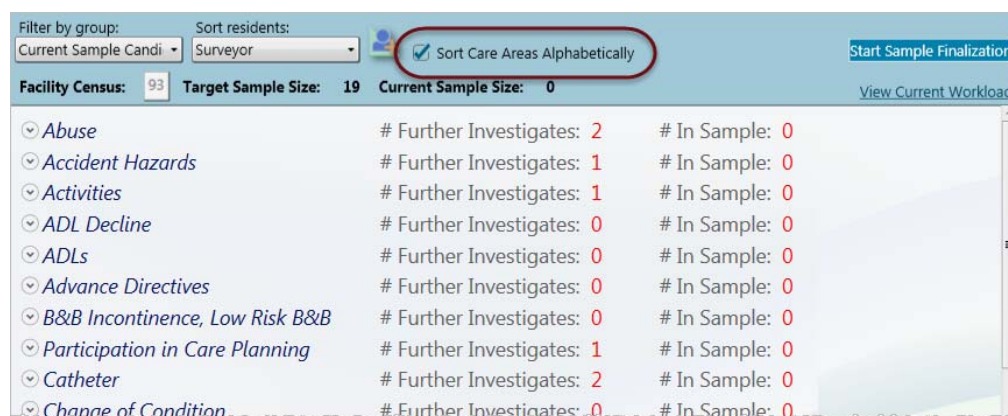 Filter by group: Sort residents:
Current Sample Candi Surveyor Sort Care Areas Alphabetically Start Sample Finalization
Facility Census: 93 Target Sample Size: 19 Current Sample Size: 0 View Current Workload
Abuse # Further Investigates: 2 # In Sample: 0
Accident Hazards # Further Investigates: 1 # In Sample: 0
Activities # Further Investigates: 1 # In Sample: 0
ADL Decline # Further Investigates: 0 # In Sample: 0
ADLs # Further Investigates: 0 # In Sample: 0
Advance Directives # Further Investigates: 0 # In Sample: 0
B&B Incontinence, Low Risk B&B # Further Investigates: 0 # In Sample: 0
Participation in Care Planning # Further Investigates: 1 # In Sample: 0
Catheter # Further Investigates: 2 # In Sample: 0
Change of Condition # Further Investigates: 0 # In Sample: 0